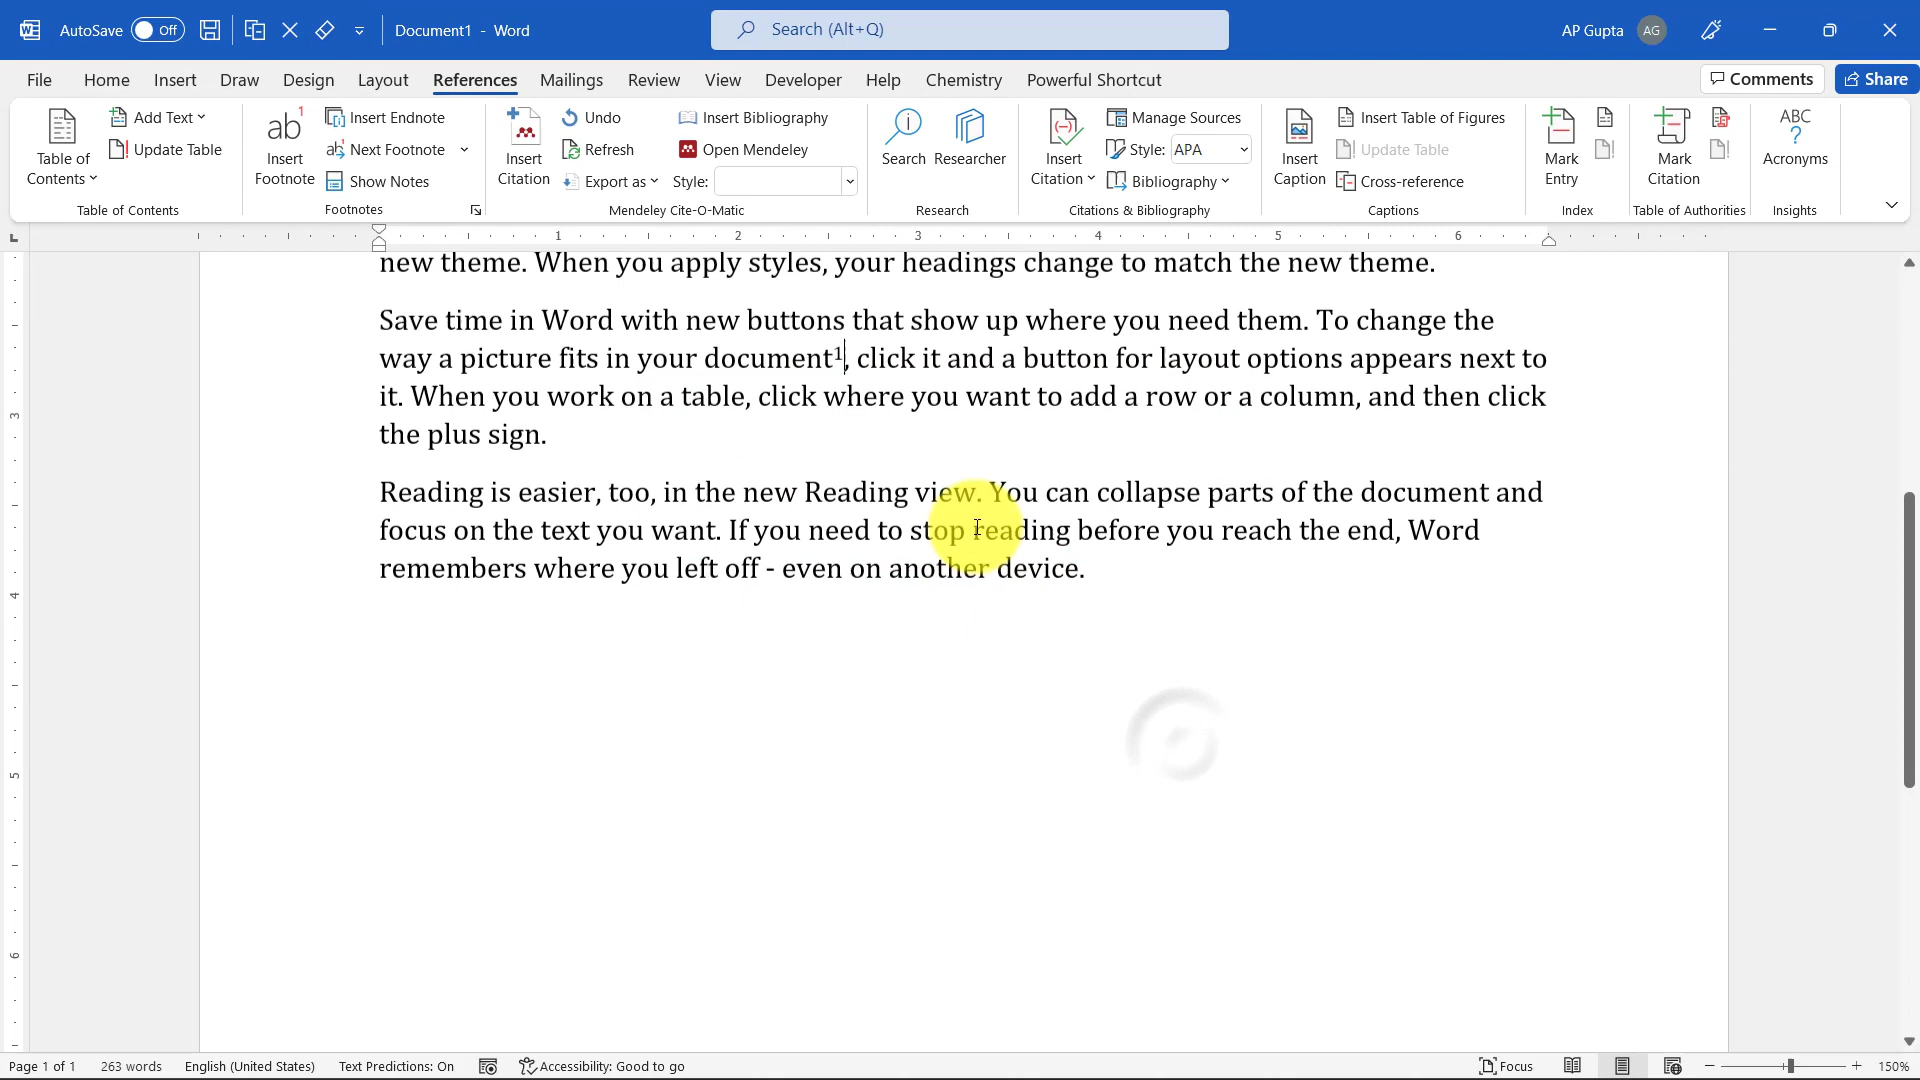 AutoSave Off Document1 - Word Search (Alt+Q) AP Gupta AG
File Home Insert Draw Design Layout References Mailings Review View Developer Help Chemistry Powerful Shortcut Comments Share
Table of Contents
Add Text
Update Table
Table of Contents
ab1
Insert Footnote
Insert Endnote
Next Footnote
Show Notes
Footnotes
Insert Citation
Undo
Refresh
Export as
Insert Bibliography
Open Mendeley
Style:
Mendeley Cite-O-Matic
Search
Researcher
Research
Insert Citation
Manage Sources
Style: APA
Bibliography
Citations & Bibliography
Insert Caption
Insert Table of Figures
Update Table
Cross-reference
Captions
Mark Entry
Index
Mark Citation
Table of Authorities
ABC
?
Acronyms
Insights
1 2 3 4 5 6
new theme. When you apply styles, your headings change to match the new theme.
Save time in Word with new buttons that show up where you need them. To change the
way a picture fits in your document1, click it and a button for layout options appears next to
it. When you work on a table, click where you want to add a row or a column, and then click
the plus sign.
Reading is easier, too, in the new Reading view. You can collapse parts of the document and
focus on the text you want. If you need to stop reading before you reach the end, Word
remembers where you left off - even on another device.
3
4
5
6
Page 1 of 1 263 words English (United States) Text Predictions: On Accessibility: Good to go Focus 150%